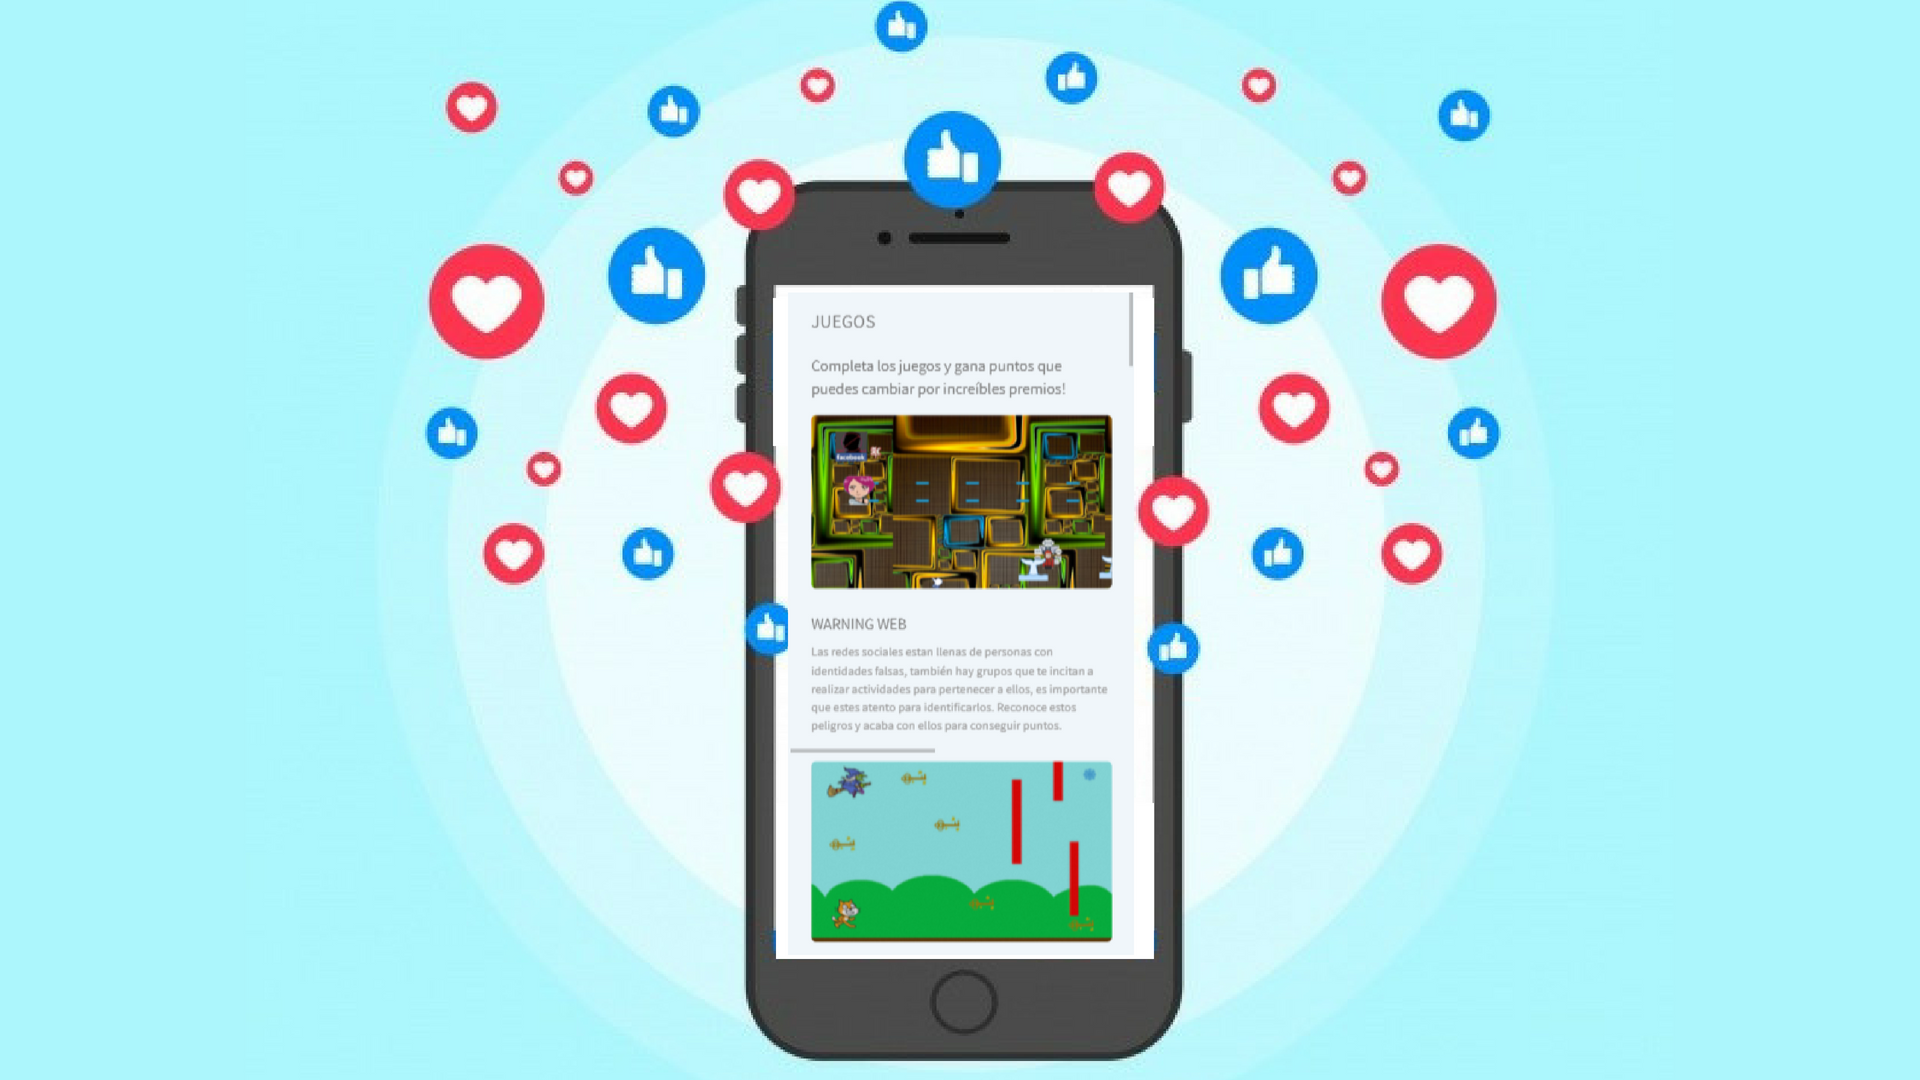 JUEGOS
Completa los juegos y gana puntos que
puedes cambiar por increíbles premios!
facebook
WARNING WEB
Las redes sociales estan llenas de personas con
identidades falsas, también hay grupos que te incitan a
realizar actividades para pertenecer a ellos, es importante
que estes atento para identificarlos. Reconoce estos
peligros y acaba con ellos para conseguir puntos.